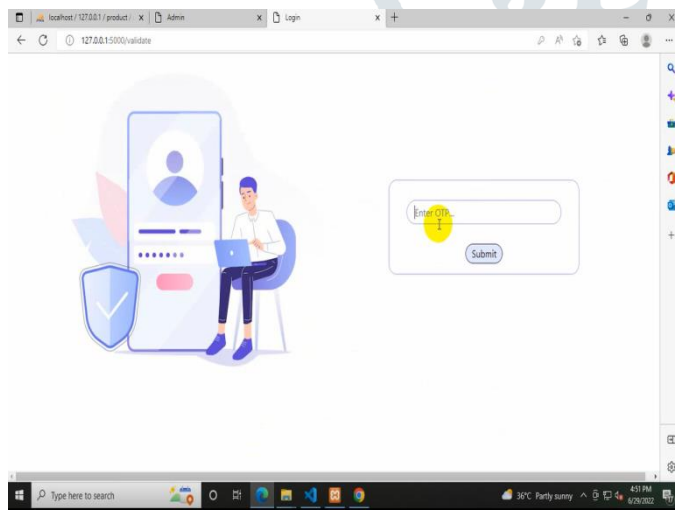 localhost / 127.0.0.1 / product / Admin Login
127.0.0.1:5000/validate
Enter OTP...
Submit
Type here to search
36°C Partly sunny
4:51 PM
6/29/2022